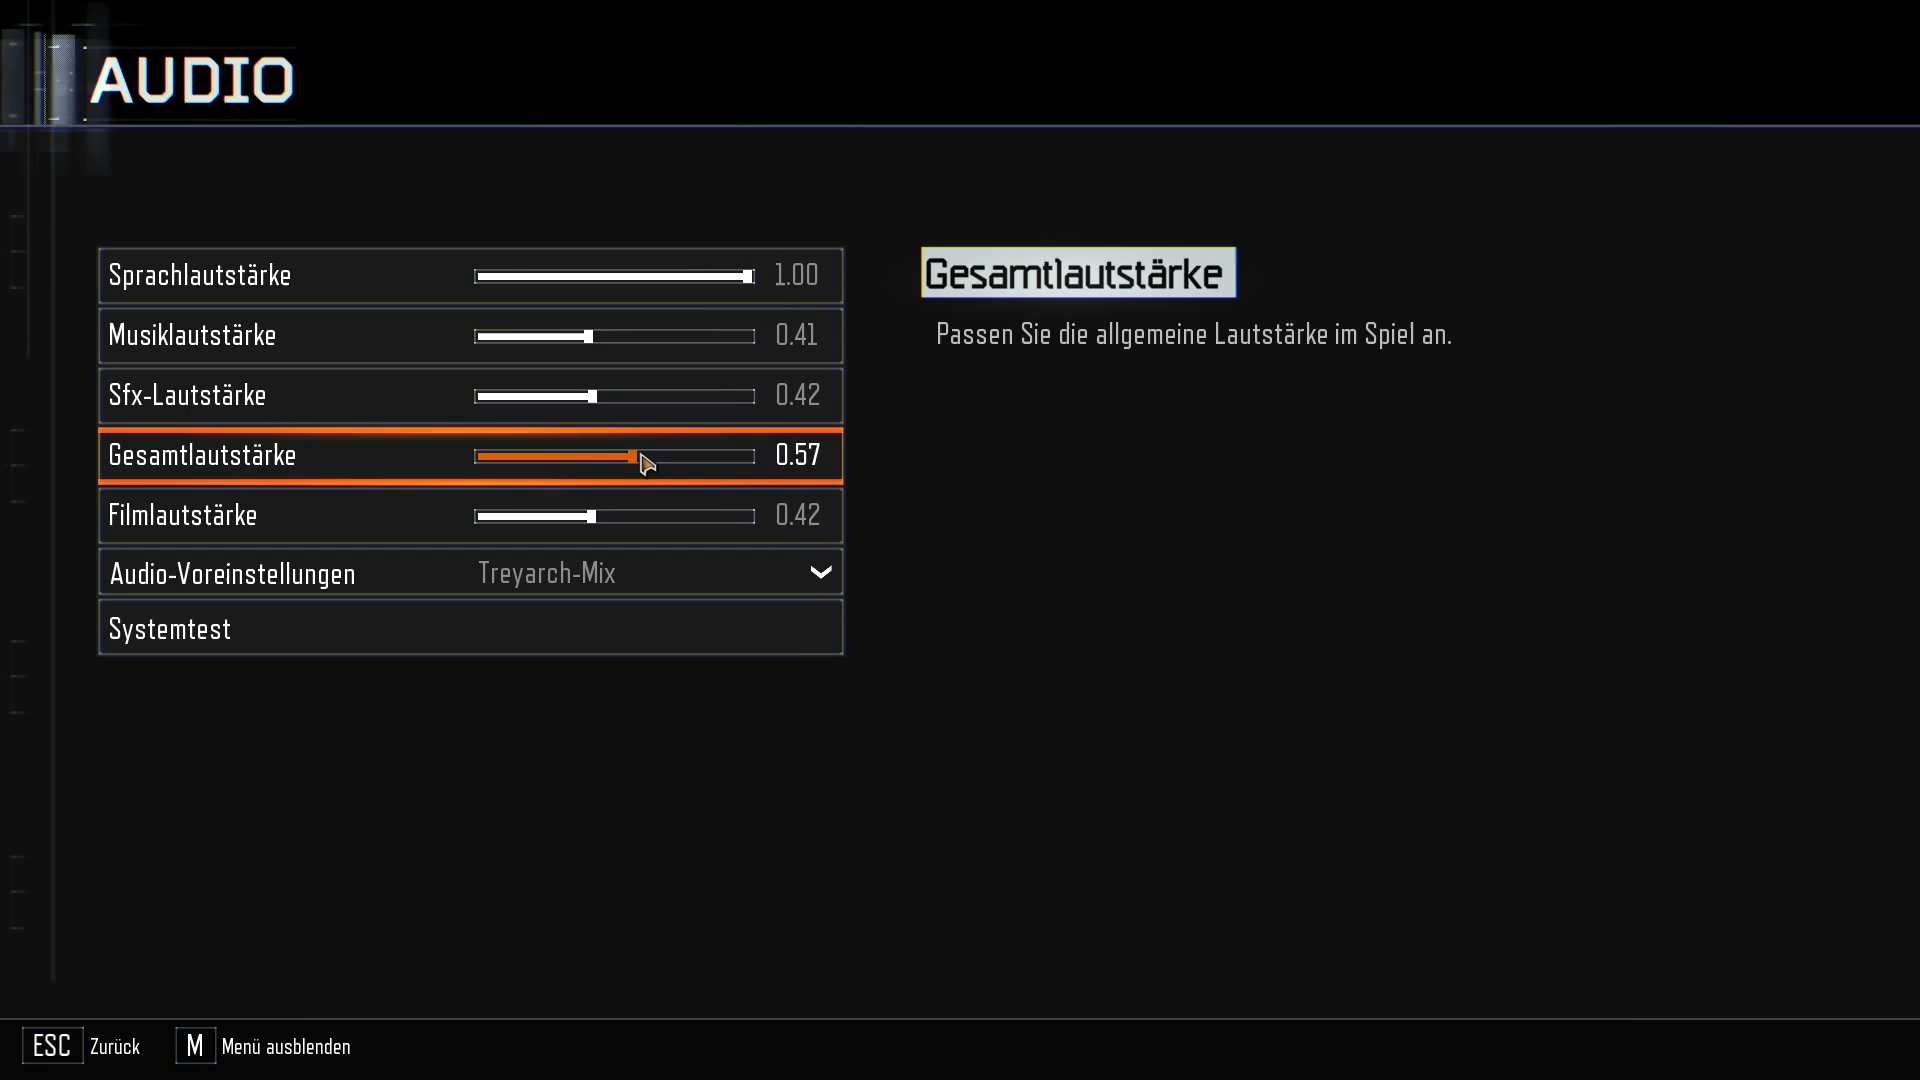 AUDIO
Sprachlautstärke 1.00
Musiklautstärke 0.41
Sfx-Lautstärke 0.42
Gesamtlautstärke 0.57
Filmlautstärke 0.42
Audio-Voreinstellungen Treyarch-Mix
Systemtest
Gesamtlautstärke
Passen Sie die allgemeine Lautstärke im Spiel an.
ESC Zurück M Menü ausblenden